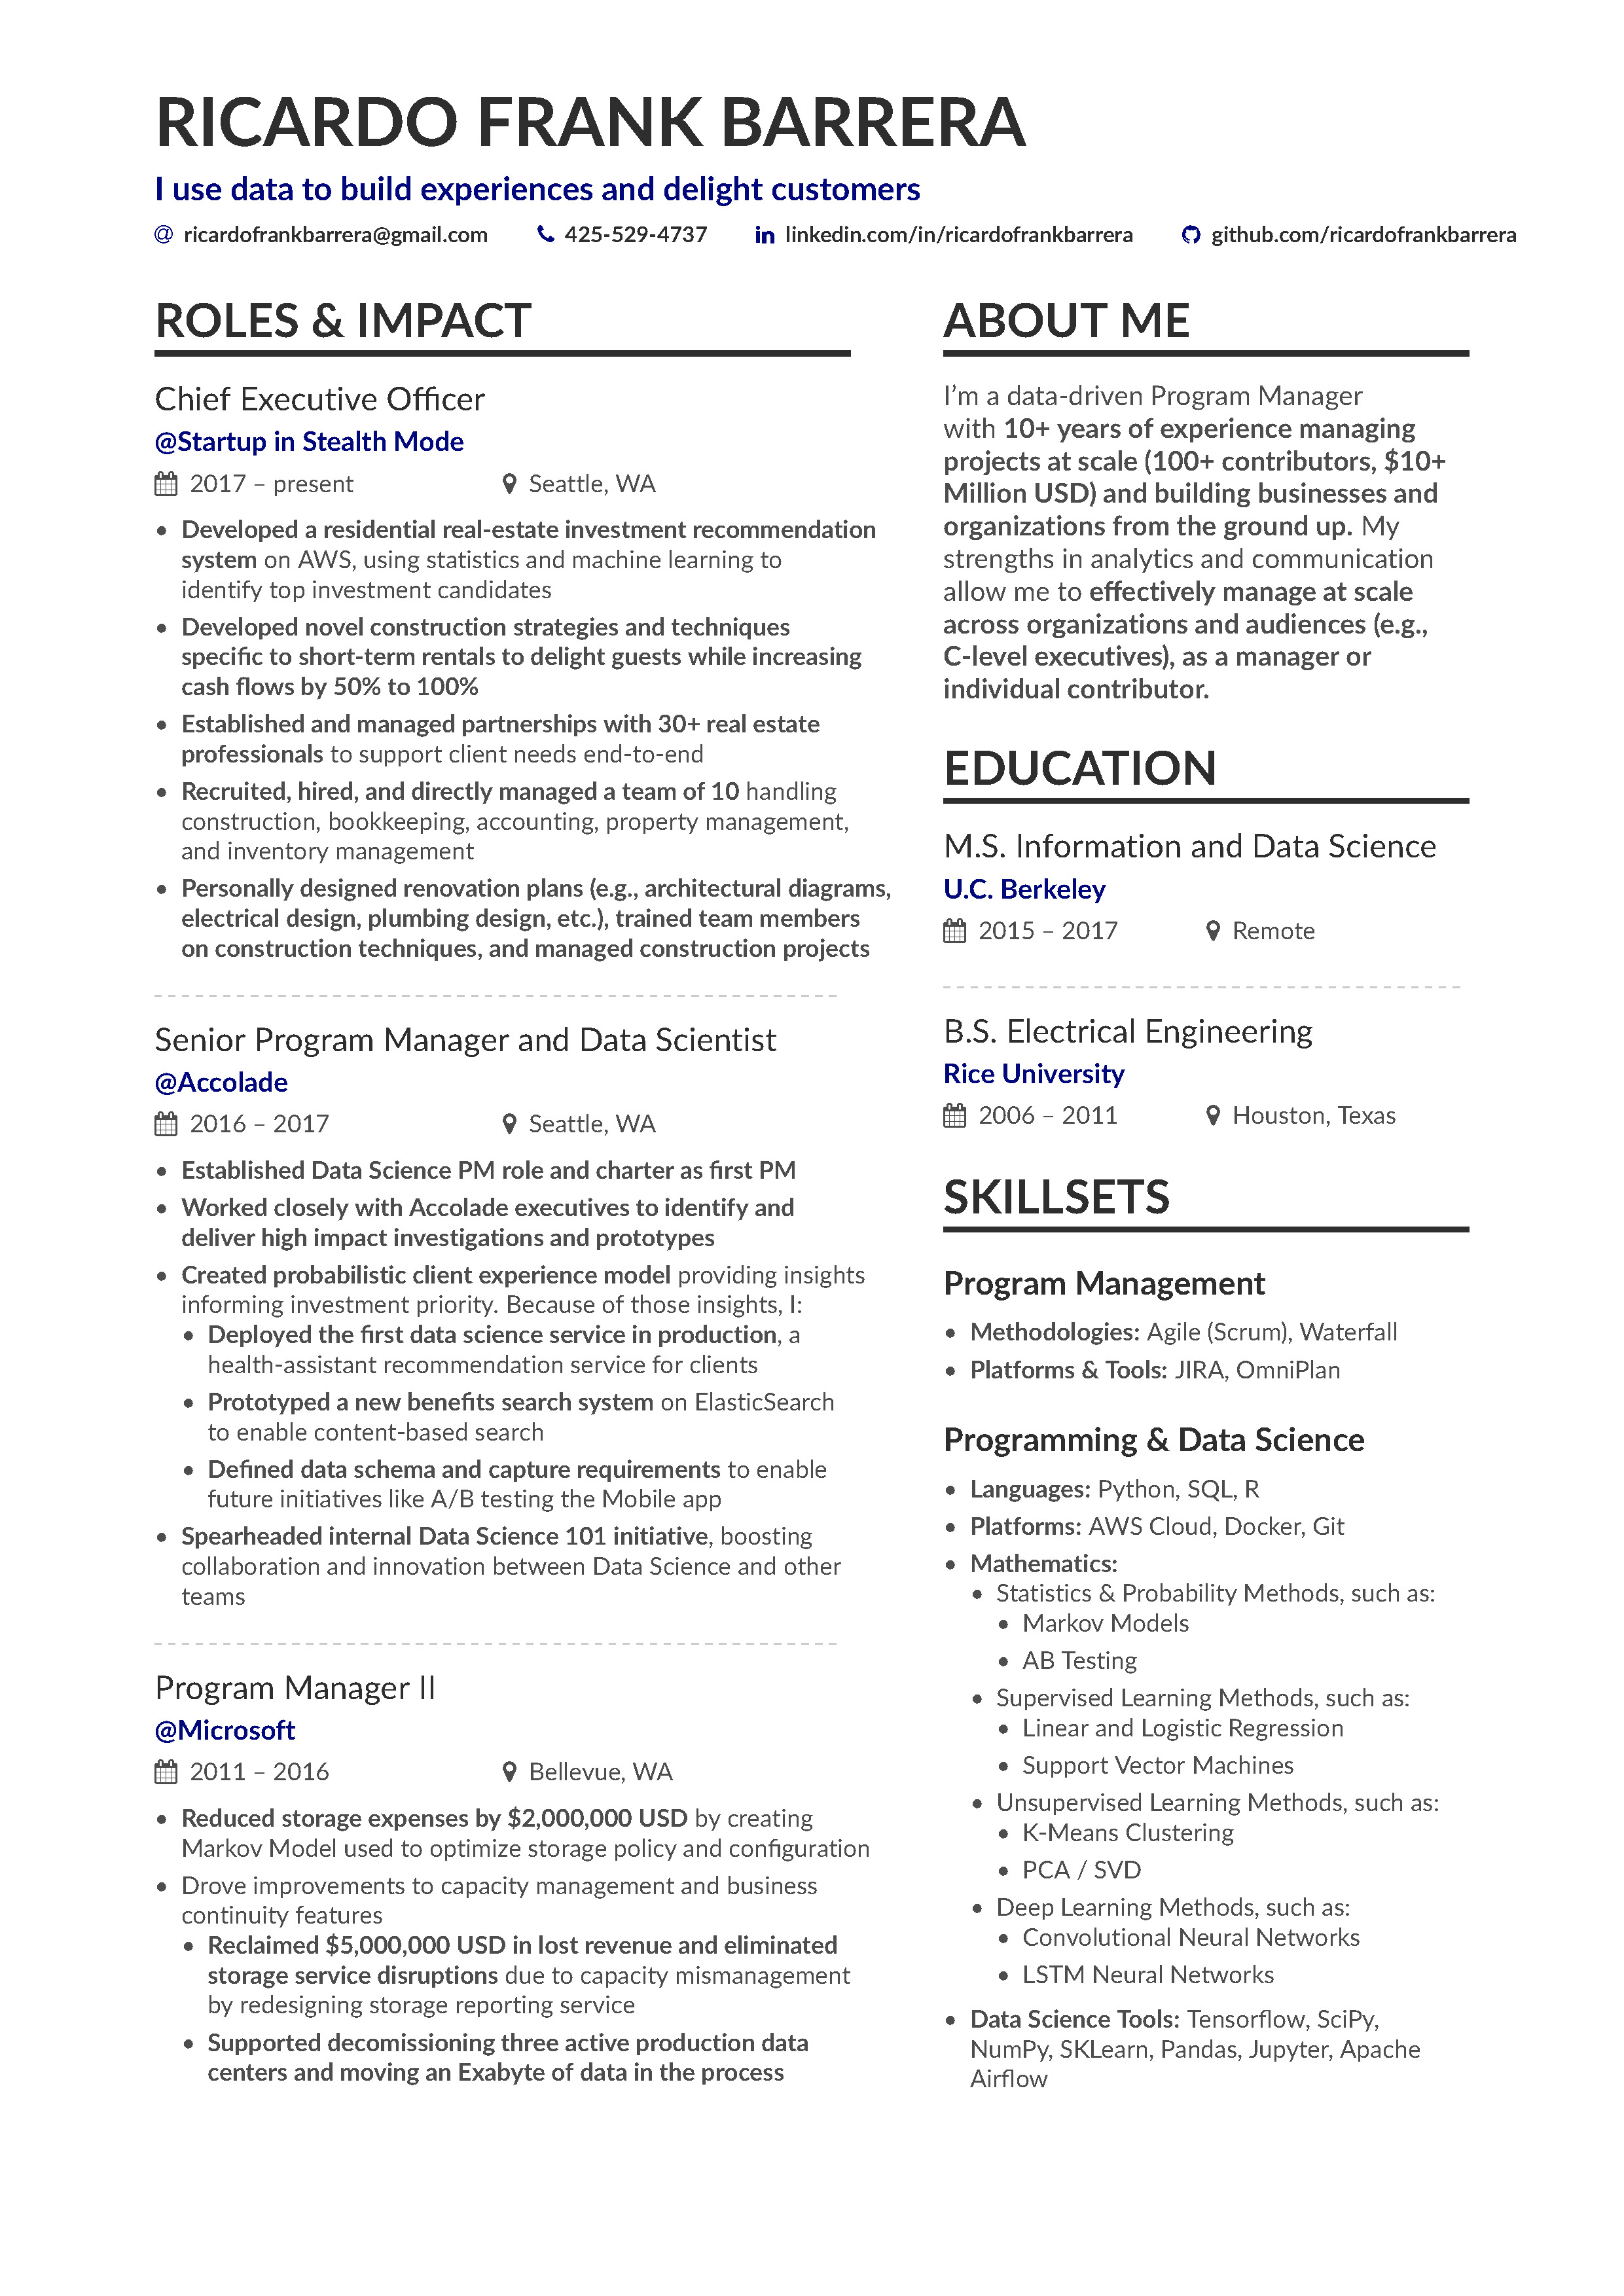 RICARDO FRANK BARRERA
I use data to build experiences and delight customers
@ ricardofrankbarrera@gmail.com 425-529-4737 in linkedin.com/in/ricardofrankbarrera github.com/ricardofrankbarrera
ROLES & IMPACT
Chief Executive Officer
@Startup in Stealth Mode
2017 – present Seattle, WA
• Developed a residential real-estate investment recommendation
system on AWS, using statistics and machine learning to
identify top investment candidates
• Developed novel construction strategies and techniques
specific to short-term rentals to delight guests while increasing
cash flows by 50% to 100%
• Established and managed partnerships with 30+ real estate
professionals to support client needs end-to-end
• Recruited, hired, and directly managed a team of 10 handling
construction, bookkeeping, accounting, property management,
and inventory management
• Personally designed renovation plans (e.g., architectural diagrams,
electrical design, plumbing design, etc.), trained team members
on construction techniques, and managed construction projects
Senior Program Manager and Data Scientist
@Accolade
2016 – 2017 Seattle, WA
• Established Data Science PM role and charter as first PM
• Worked closely with Accolade executives to identify and
deliver high impact investigations and prototypes
• Created probabilistic client experience model providing insights
informing investment priority. Because of those insights, I:
• Deployed the first data science service in production, a
health-assistant recommendation service for clients
• Prototyped a new benefits search system on ElasticSearch
to enable content-based search
• Defined data schema and capture requirements to enable
future initiatives like A/B testing the Mobile app
• Spearheaded internal Data Science 101 initiative, boosting
collaboration and innovation between Data Science and other
teams
Program Manager II
@Microsoft
2011 – 2016 Bellevue, WA
• Reduced storage expenses by $2,000,000 USD by creating
Markov Model used to optimize storage policy and configuration
• Drove improvements to capacity management and business
continuity features
• Reclaimed $5,000,000 USD in lost revenue and eliminated
storage service disruptions due to capacity mismanagement
by redesigning storage reporting service
• Supported decomissioning three active production data
centers and moving an Exabyte of data in the process
ABOUT ME
I’m a data-driven Program Manager
with 10+ years of experience managing
projects at scale (100+ contributors, $10+
Million USD) and building businesses and
organizations from the ground up. My
strengths in analytics and communication
allow me to effectively manage at scale
across organizations and audiences (e.g.,
C-level executives), as a manager or
individual contributor.
EDUCATION
M.S. Information and Data Science
U.C. Berkeley
2015 – 2017 Remote
B.S. Electrical Engineering
Rice University
2006 – 2011 Houston, Texas
SKILLSETS
Program Management
• Methodologies: Agile (Scrum), Waterfall
• Platforms & Tools: JIRA, OmniPlan
Programming & Data Science
• Languages: Python, SQL, R
• Platforms: AWS Cloud, Docker, Git
• Mathematics:
• Statistics & Probability Methods, such as:
• Markov Models
• AB Testing
• Supervised Learning Methods, such as:
• Linear and Logistic Regression
• Support Vector Machines
• Unsupervised Learning Methods, such as:
• K-Means Clustering
• PCA / SVD
• Deep Learning Methods, such as:
• Convolutional Neural Networks
• LSTM Neural Networks
• Data Science Tools: Tensorflow, SciPy,
NumPy, SKLearn, Pandas, Jupyter, Apache
Airflow